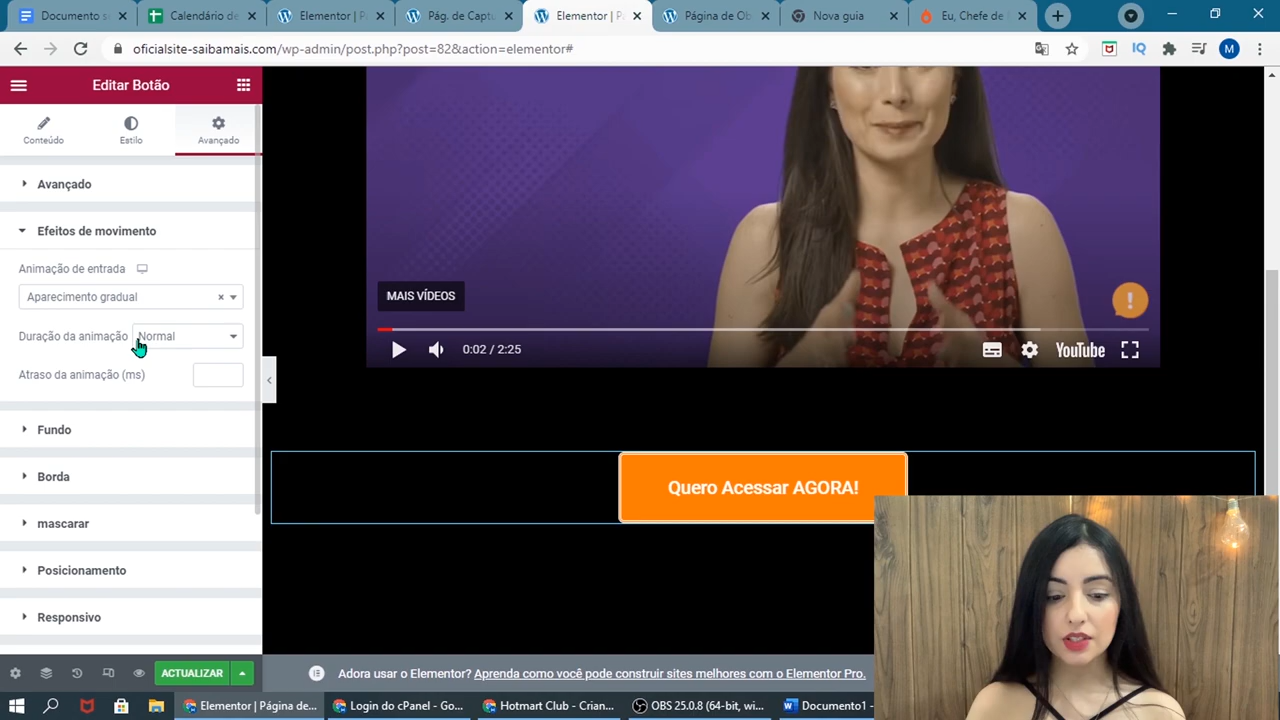 Documento s
Calendário de
Elementor | P
Pág. de Captu
Elementor | Pa
Página de Ob
Nova guia
Eu, Chefe de
oficialsite-saibamais.com/wp-admin/post.php?post=82&action=elementor#
IQ
M
Editar Botão
Conteúdo
Estilo
Avançado
Avançado
Efeitos de movimento
Animação de entrada
Aparecimento gradual
Duração da animação
Normal
Atraso da animação (ms)
Fundo
Borda
mascarar
Posicionamento
Responsivo
ACTUALIZAR
MAIS VÍDEOS
0:02 / 2:25
YouTube
Quero Acessar AGORA!
Adora usar o Elementor? Aprenda como você pode construir sites melhores com o Elementor Pro.
Elementor | Página de...
Login do cPanel - Go...
Hotmart Club - Crian...
OBS 25.0.8 (64-bit, wi...
Documento1 -